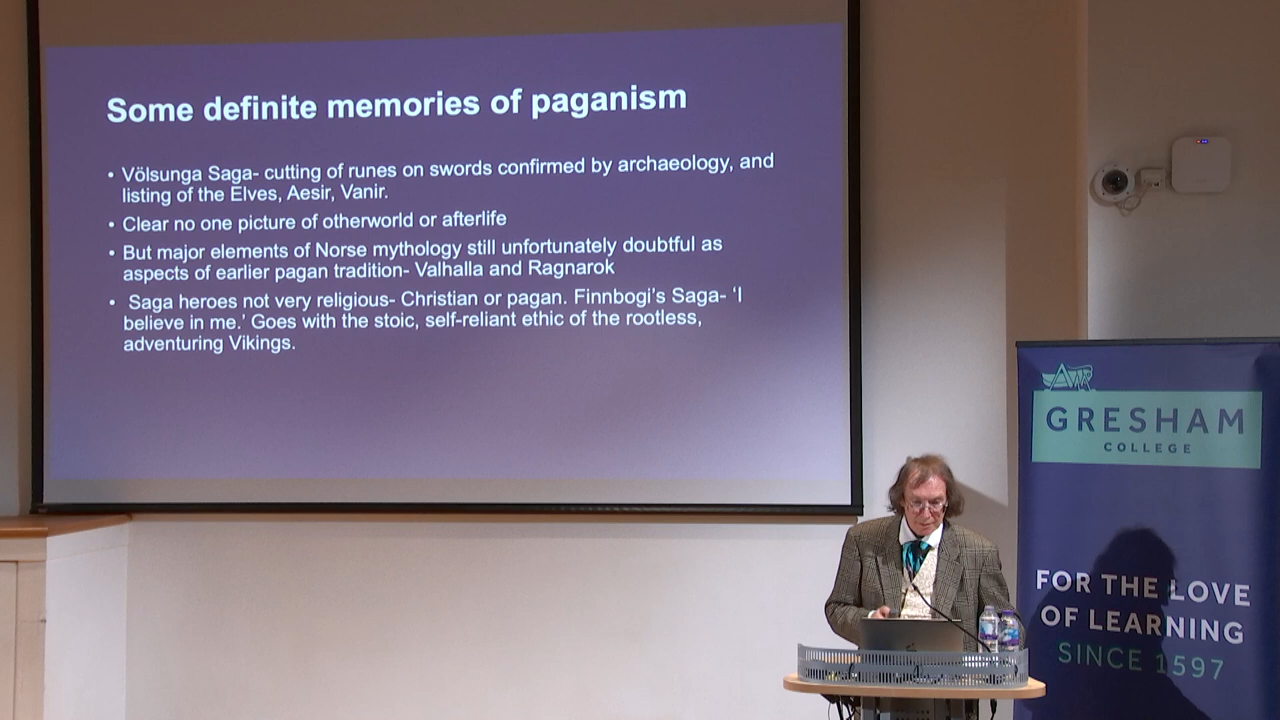 Some definite memories of paganism
• Völsunga Saga- cutting of runes on swords confirmed by archaeology, and
listing of the Elves, Aesir, Vanir.
• Clear no one picture of otherworld or afterlife
• But major elements of Norse mythology still unfortunately doubtful as
aspects of earlier pagan tradition- Valhalla and Ragnarok
• Saga heroes not very religious- Christian or pagan. Finnbogi’s Saga- ‘I
believe in me.’ Goes with the stoic, self-reliant ethic of the rootless,
adventuring Vikings.
GRESHAM
COLLEGE
FOR THE LOVE
OF LEARNING
SINCE 1597